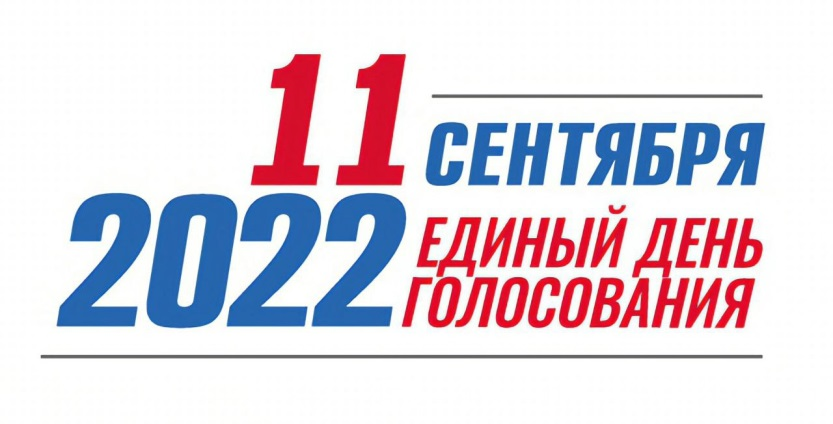 11
СЕНТЯБРЯ
2022
ЕДИНЫЙ ДЕНЬ
ГОЛОСОВАНИЯ